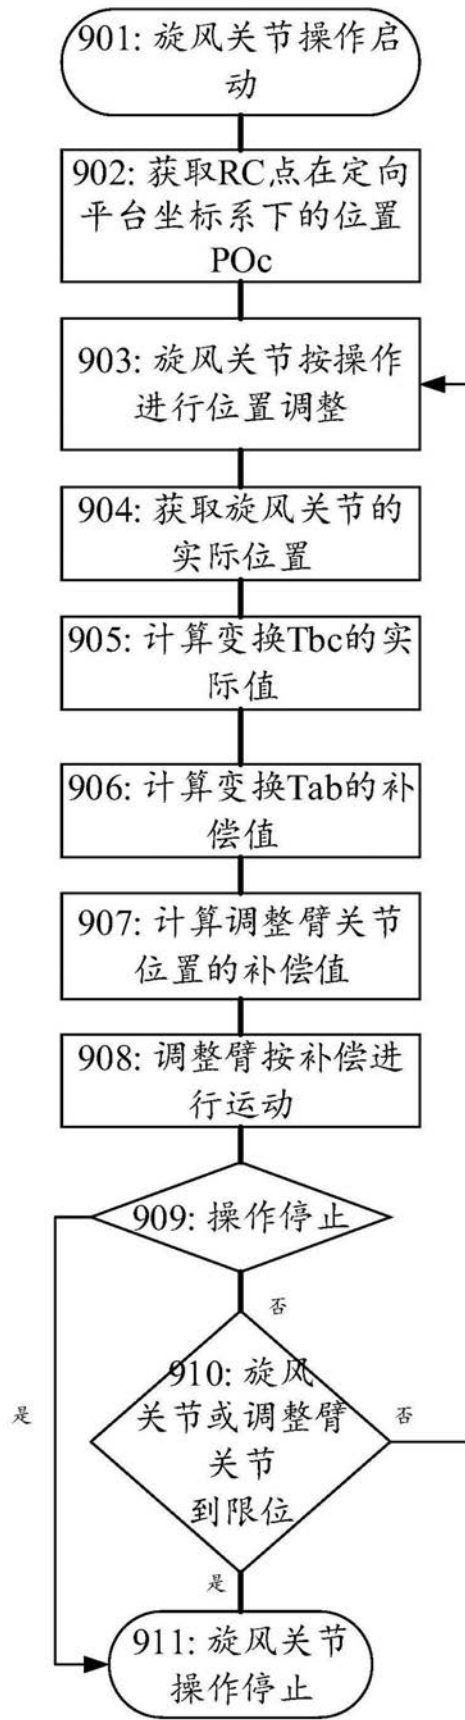 901: 旋风关节操作启
动
902: 获取RC点在定向
平台坐标系下的位置
POc
903: 旋风关节按操作
进行位置调整
904: 获取旋风关节的
实际位置
905: 计算变换Tbc的实
际值
906: 计算变换Tab的补
偿值
907: 计算调整臂关节
位置的补偿值
908: 调整臂按补偿进
行运动
909: 操作停止
否
910: 旋风
关节或调整臂
关节
到限位
是
否
是
911: 旋风关节
操作停止